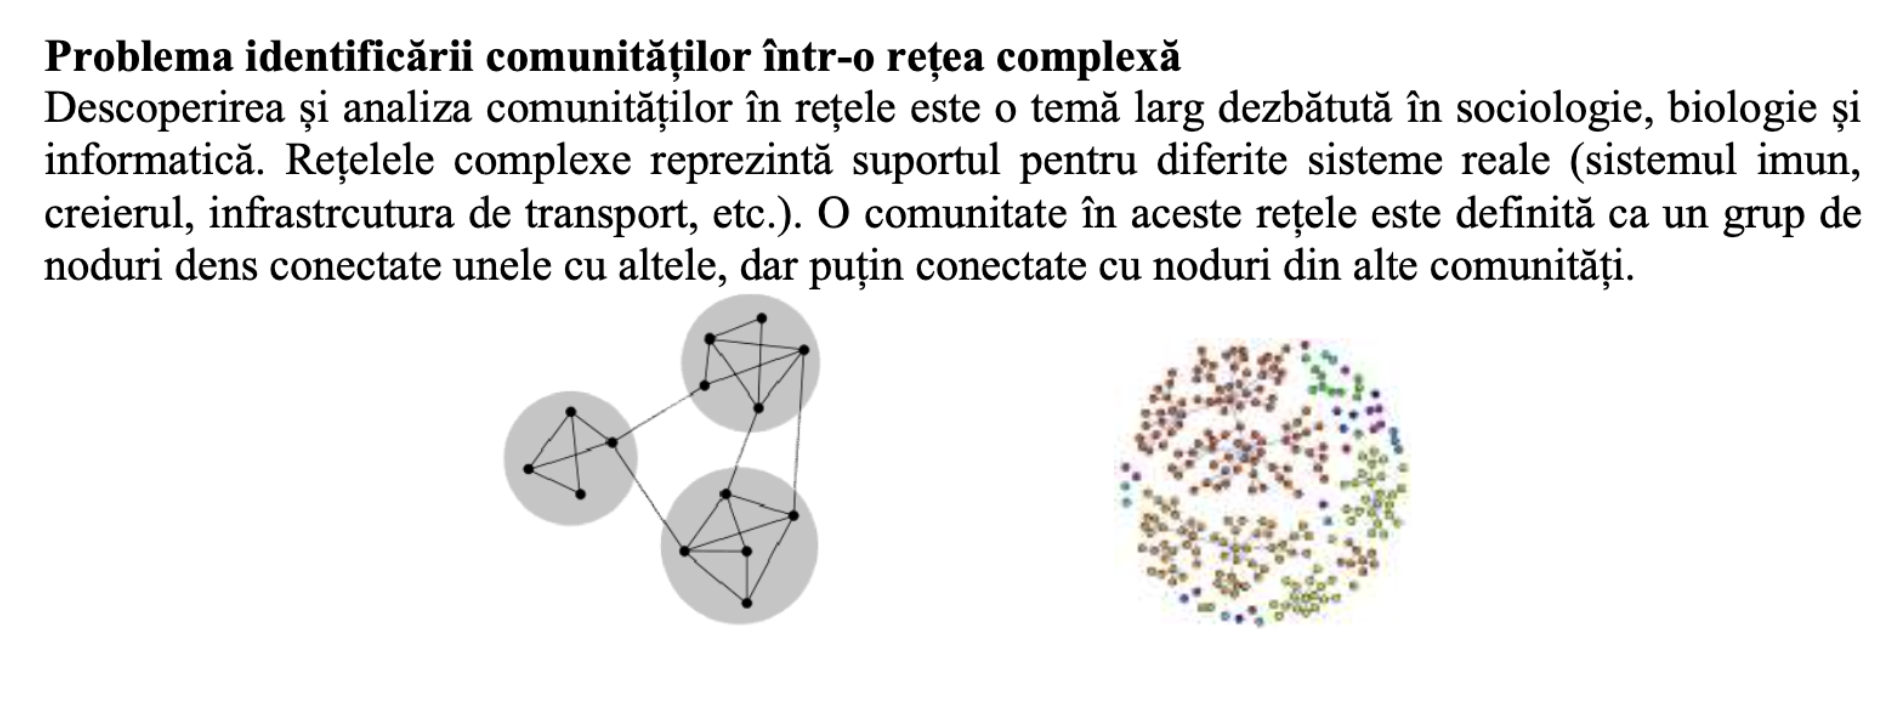 Problema identificării comunităților într-o rețea complexă
Descoperirea și analiza comunităților în rețele este o temă larg dezbătută în sociologie, biologie și
informatică. Rețelele complexe reprezintă suportul pentru diferite sisteme reale (sistemul imun,
creierul, infrastrcutura de transport, etc.). O comunitate în aceste rețele este definită ca un grup de
noduri dens conectate unele cu altele, dar puțin conectate cu noduri din alte comunități.